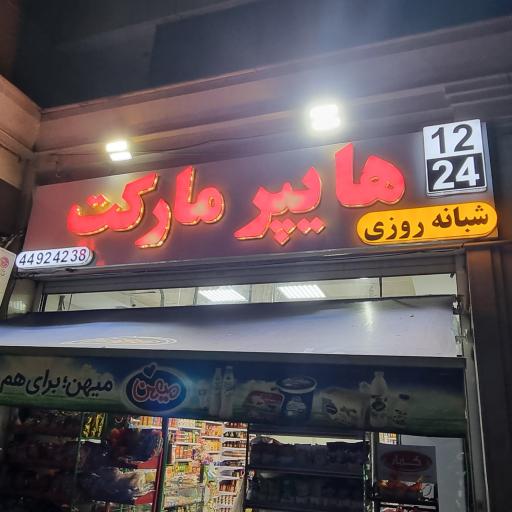 هایپر مارکت
12
24
شبانه روزی
44924238
میهن؛ برای هم
میهن